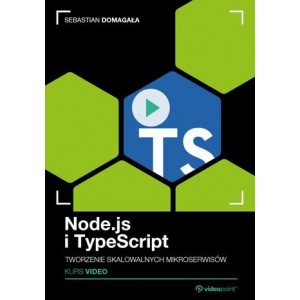 SEBASTIAN DOMAGAŁA
TS
Node.js
i TypeScript
TWORZENIE SKALOWALNYCH MIKROSERWISÓW
KURS VIDEO
videopoint